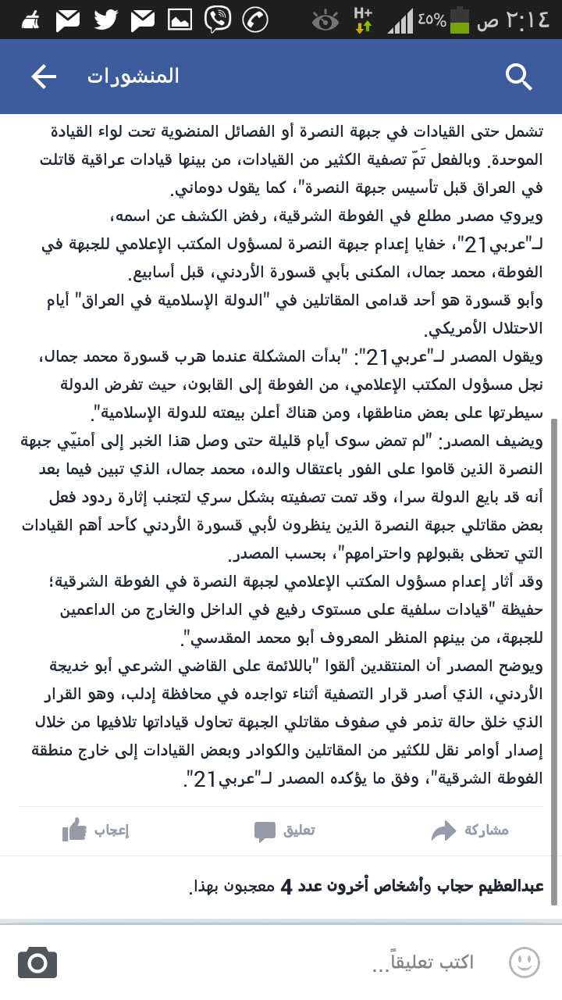 ٢:١٤ ص
٤٥%
H+
المنشورات
تشمل حتى القيادات في جبهة النصرة أو الفصائل المنضوية تحت لواء القيادة
الموحدة. وبالفعل تَمّ تصفية الكثير من القيادات، من بينها قيادات عراقية قاتلت
في العراق قبل تأسيس جبهة النصرة"، كما يقول دوماني.
ويروي مصدر مطلع في الغوطة الشرقية، رفض الكشف عن اسمه،
لـ"عربي21"، خفايا إعدام جبهة النصرة لمسؤول المكتب الإعلامي للجبهة في
الغوطة، محمد جمال، المكنى بأبي قسورة الأردني، قبل أسابيع.
وأبو قسورة هو أحد قدامى المقاتلين في "الدولة الإسلامية في العراق" أيام
الاحتلال الأمريكي.
ويقول المصدر لـ"عربي21": "بدأت المشكلة عندما هرب قسورة محمد جمال،
نجل مسؤول المكتب الإعلامي، من الغوطة إلى القابون، حيث تفرض الدولة
سيطرتها على بعض مناطقها، ومن هناك أعلن بيعته للدولة الإسلامية".
ويضيف المصدر: "لم تمض سوى أيام قليلة حتى وصل هذا الخبر إلى أمنيّي جبهة
النصرة الذين قاموا على الفور باعتقال والده، محمد جمال، الذي تبين فيما بعد
أنه قد بايع الدولة سرا، وقد تمت تصفيته بشكل سري لتجنب إثارة ردود فعل
بعض مقاتلي جبهة النصرة الذين ينظرون لأبي قسورة الأردني كأحد أهم القيادات
التي تحظى بقبولهم واحترامهم"، بحسب المصدر.
وقد أثار إعدام مسؤول المكتب الإعلامي لجبهة النصرة في الغوطة الشرقية؛
حفيظة "قيادات سلفية على مستوى رفيع في الداخل والخارج من الداعمين
للجبهة، من بينهم المنظر المعروف أبو محمد المقدسي".
ويوضح المصدر أن المنتقدين ألقوا "باللائمة على القاضي الشرعي أبو خديجة
الأردني، الذي أصدر قرار التصفية أثناء تواجده في محافظة إدلب، وهو القرار
الذي خلق حالة تذمر في صفوف مقاتلي الجبهة تحاول قياداتها تلافيها من خلال
إصدار أوامر نقل للكثير من المقاتلين والكوادر وبعض القيادات إلى خارج منطقة
الغوطة الشرقية"، وفق ما يؤكده المصدر لـ"عربي21".
مشاركة
تعليق
إعجاب
عبدالعظيم حجاب وأشخاص آخرون عدد 4 معجبون بهذا.
اكتب تعليقاً...